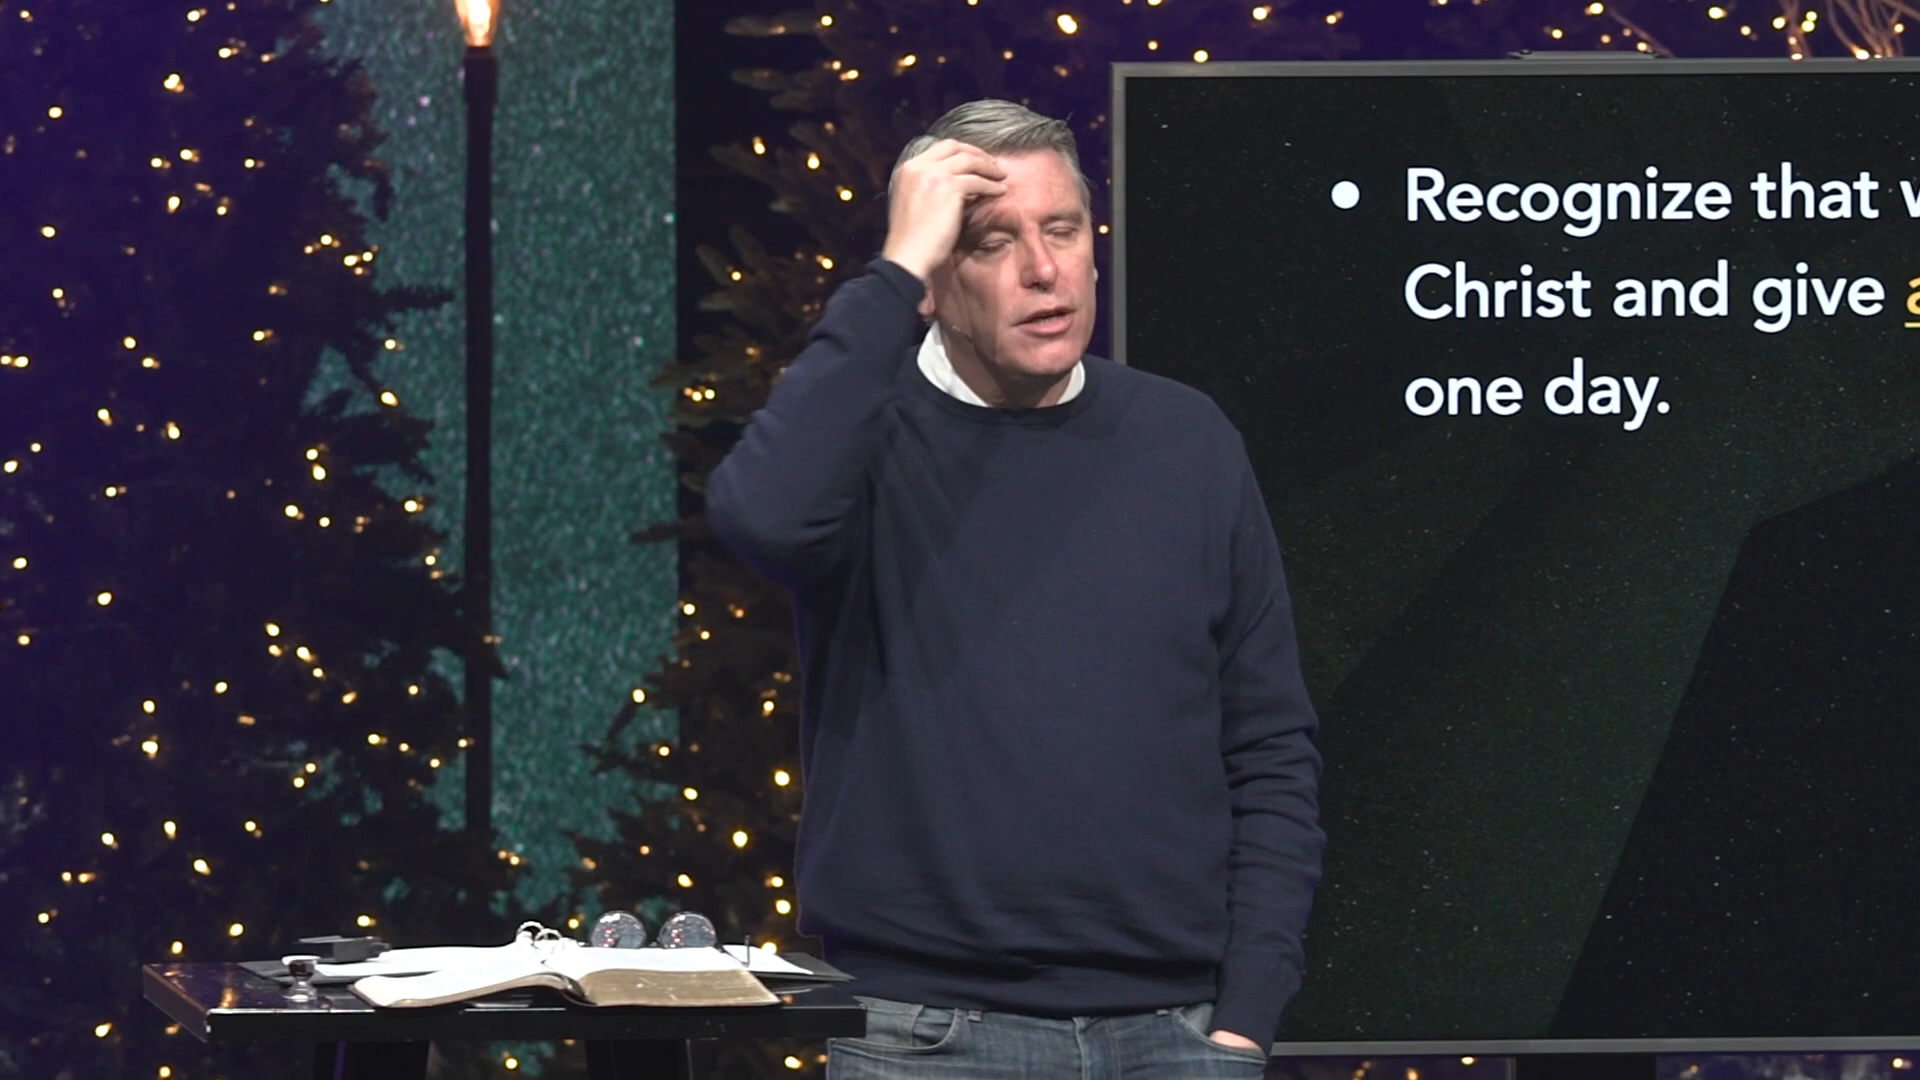 • Recognize that
Christ and give
one day.